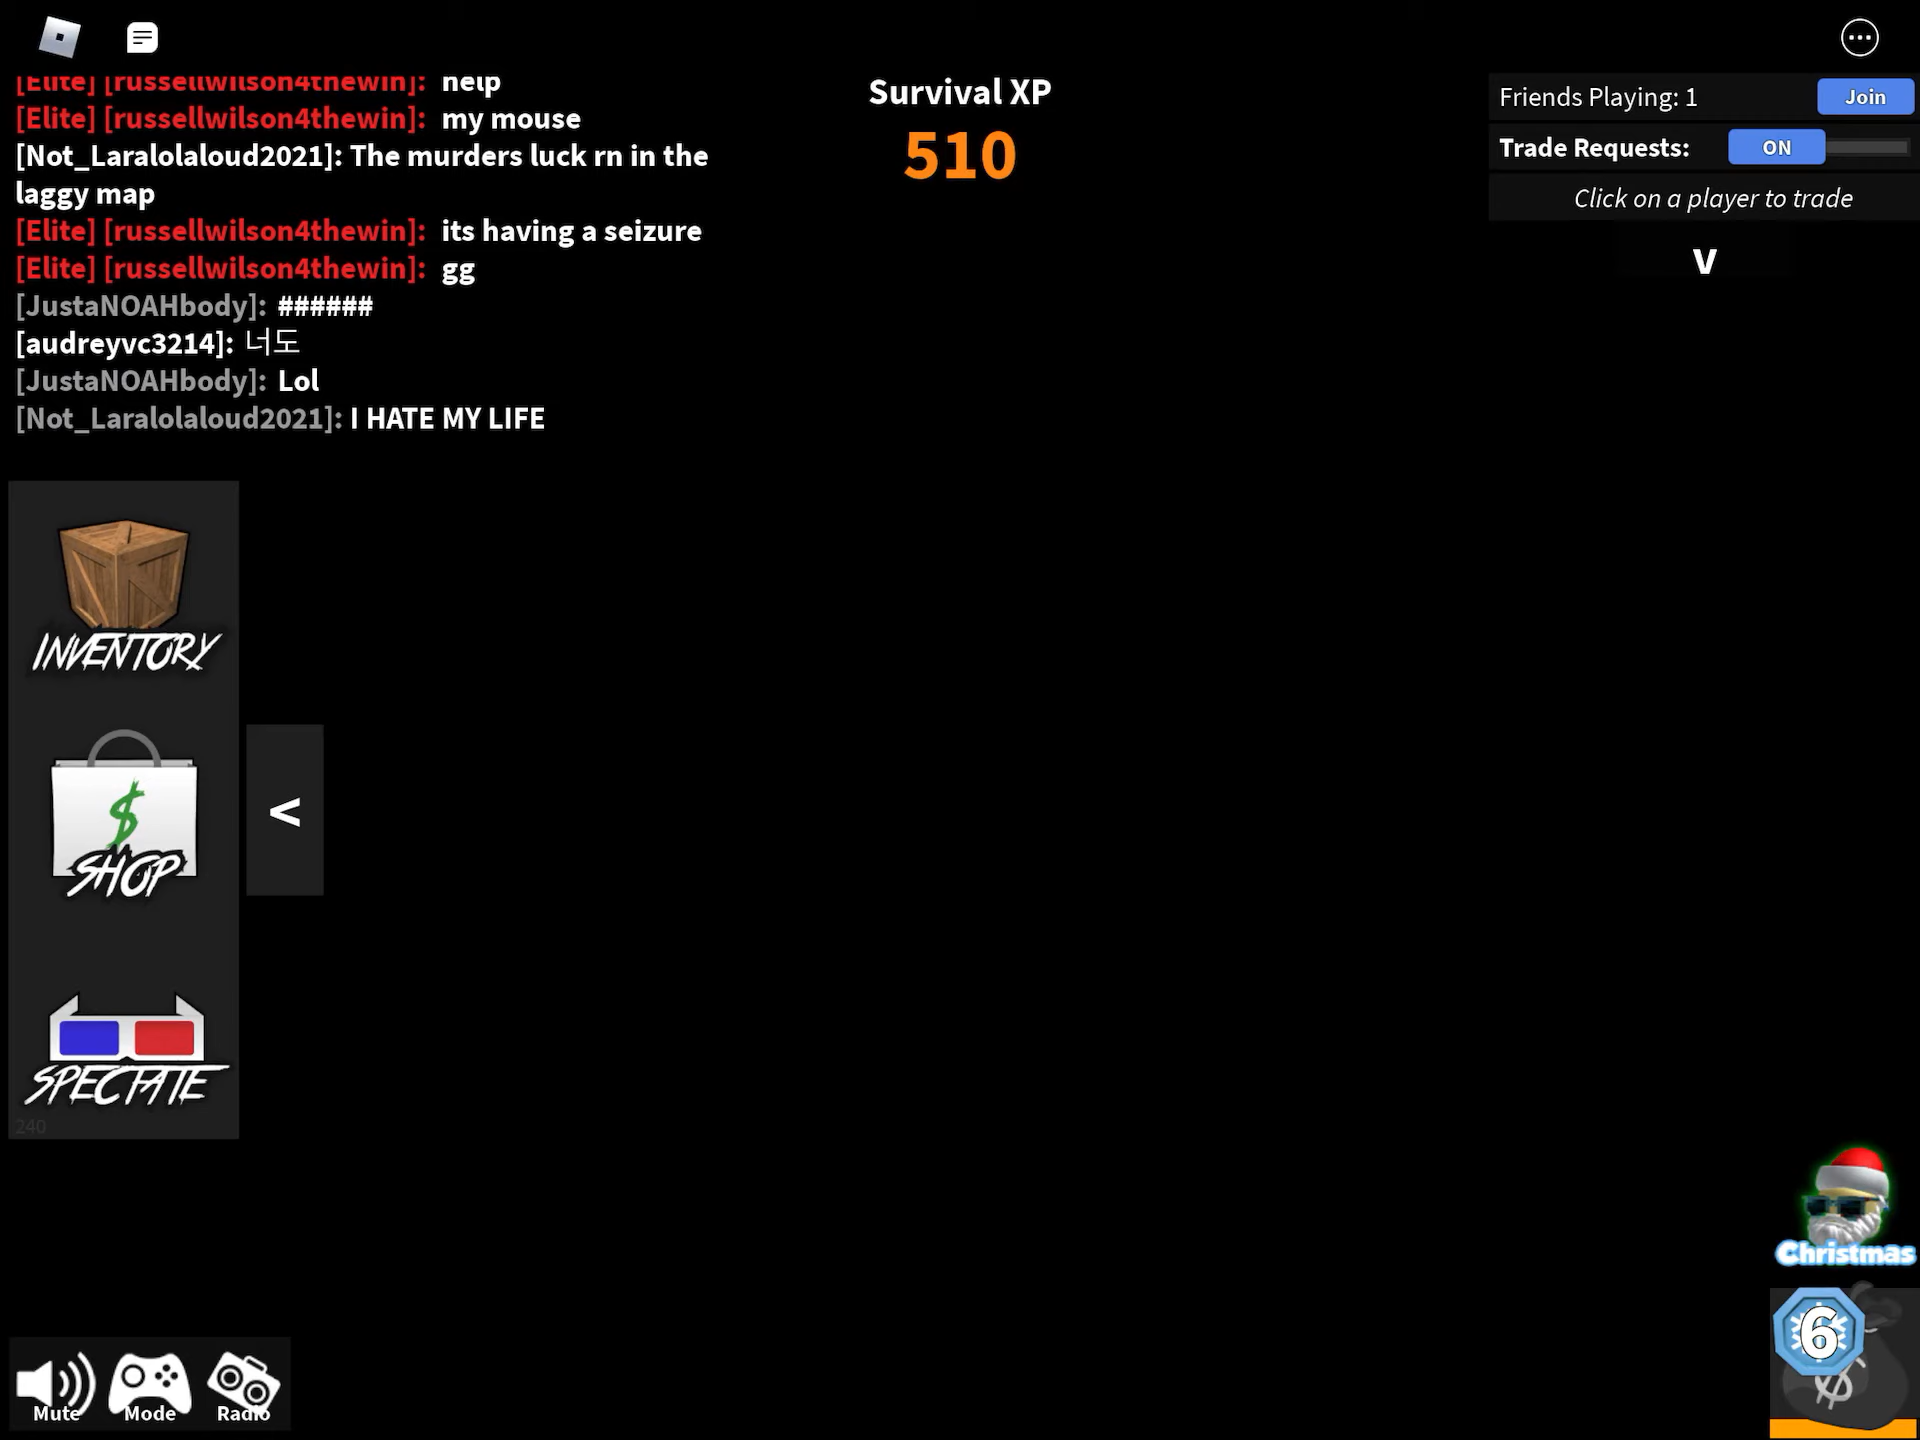 [Elite] [russellwilson4thewin]: help
[Elite] [russellwilson4thewin]: my mouse
[Not_Laralolaloud2021]: The murders luck rn in the
laggy map
[Elite] [russellwilson4thewin]: its having a seizure
[Elite] [russellwilson4thewin]: gg
[JustaNOAHbody]: ######
[audreyvc3214]: 너도
[JustaNOAHbody]: Lol
[Not_Laralolaloud2021]: I HATE MY LIFE
Survival XP
510
Friends Playing: 1 Join
Trade Requests: ON
Click on a player to trade
V
INVENTORY
$
SHOP
<
SPECTATE
240
Christmas
6
Mute Mode Radio